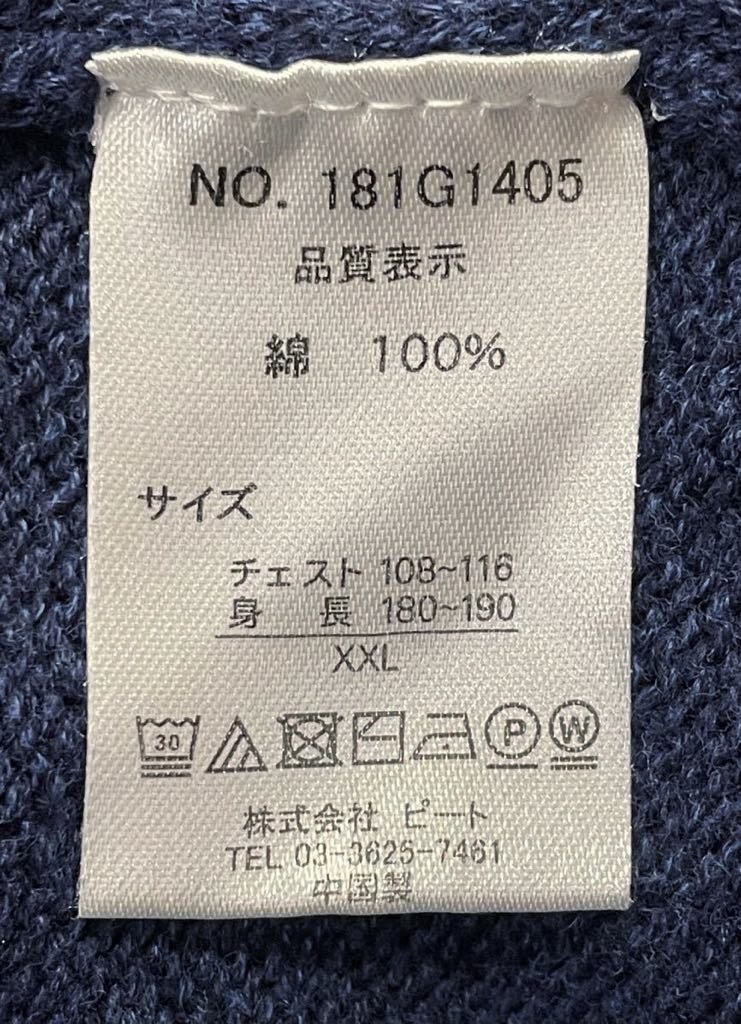 NO. 181G1405
品質表示
綿 100%
サイズ
チェスト 108~116
身 長 180~190
XXL
30 P W
株式会社 ピート
TEL 03-3625-7461
中国製